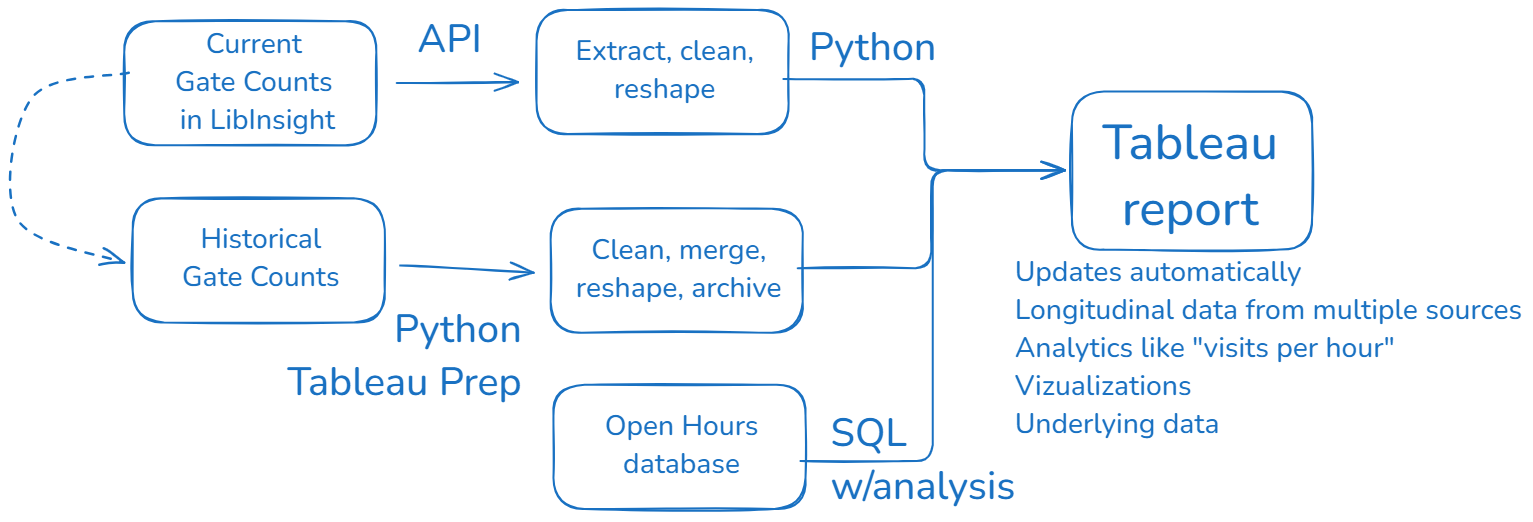 Current
Gate Counts
in LibInsight
API
Extract, clean,
reshape
Python
Tableau
report
Historical
Gate Counts
Python
Tableau Prep
Clean, merge,
reshape, archive
Open Hours
database
SQL
w/analysis
Updates automatically
Longitudinal data from multiple sources
Analytics like "visits per hour"
Vizualizations
Underlying data